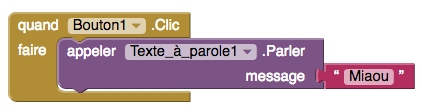 quand Bouton1 .Clic
faire appeler Texte_à_parole1 .Parler
message “ Miaou ”